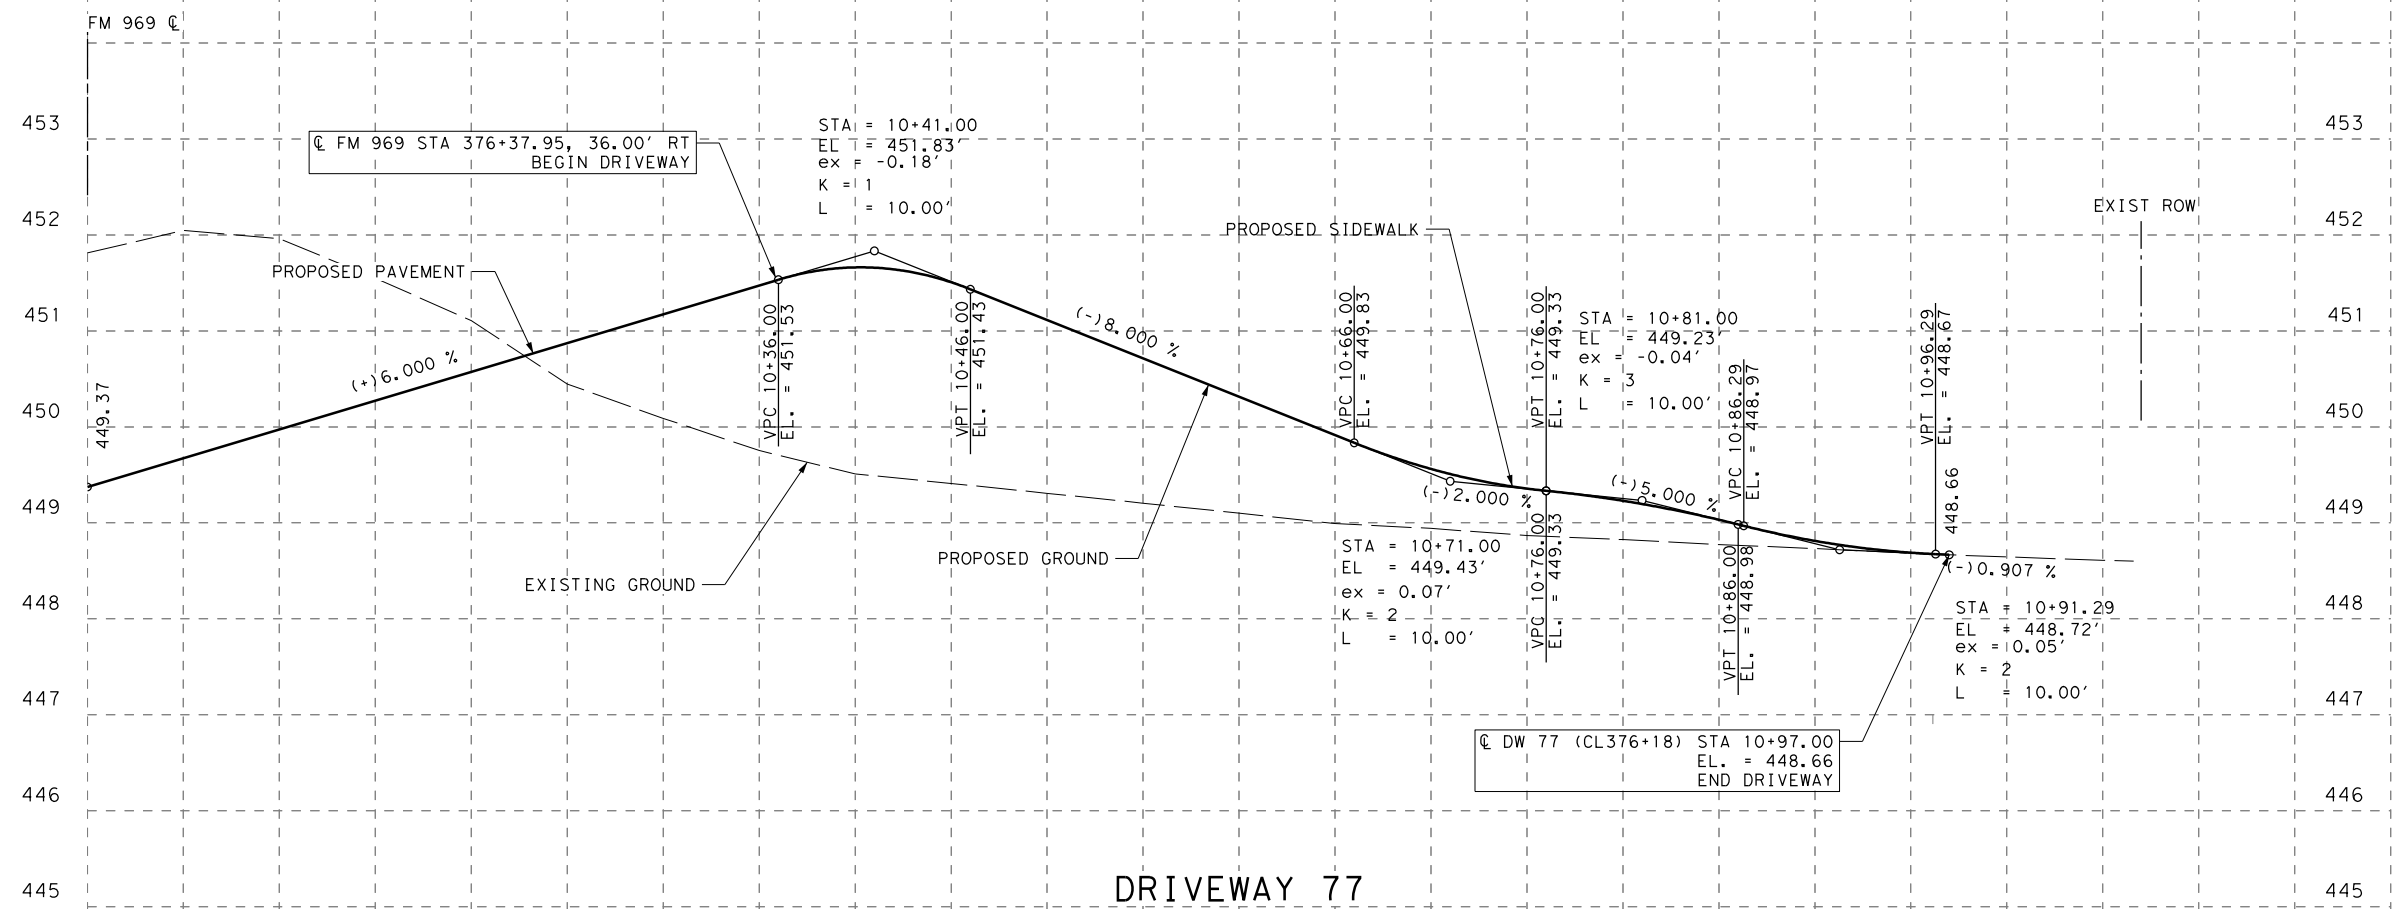 FM 969 ℄
453
453
452
452
451
451
450
450
449
449
448
448
447
447
446
446
445
445
449.37
℄ FM 969 STA 376+37.95, 36.00' RT
BEGIN DRIVEWAY
STA = 10+41.00
EL = 451.83'
ex = -0.18'
K = 1
L = 10.00'
PROPOSED PAVEMENT
(+)6.000 %
VPC 10+36.00
EL. = 451.53
VPT 10+46.00
EL. = 451.43
(-)8.000 %
PROPOSED SIDEWALK
EXISTING GROUND
PROPOSED GROUND
VPC 10+66.00
EL. = 449.83
VPT 10+76.00
EL. = 449.33
STA = 10+71.00
EL = 449.43'
ex = 0.07'
K = 2
L = 10.00'
(-)2.000 %
VPC 10+76.00
EL. = 449.33
STA = 10+81.00
EL = 449.23'
ex = -0.04'
K = 3
L = 10.00'
(-)5.000 %
VPC 10+86.29
EL. = 448.97
VPT 10+86.00
EL. = 448.98
VPT 10+96.29
EL. = 448.67
448.66
(-)0.907 %
STA = 10+91.29
EL = 448.72'
ex = 0.05'
K = 2
L = 10.00'
EXIST ROW
℄ DW 77 (CL376+18) STA 10+97.00
EL. = 448.66
END DRIVEWAY
DRIVEWAY 77